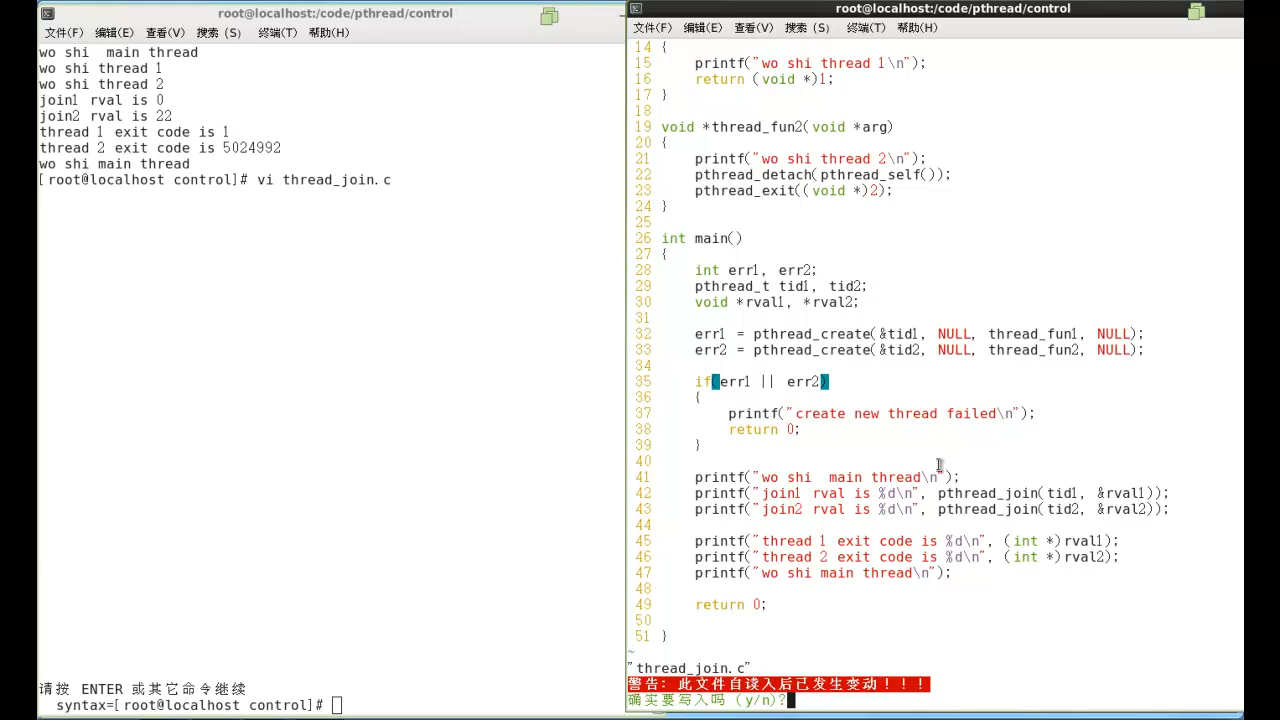 root@localhost:/code/pthread/control
文件(F) 编辑(E) 查看(V) 搜索 (S) 终端(T) 帮助(H)
wo shi  main thread
wo shi thread 1
wo shi thread 2
join1 rval is 0
join2 rval is 22
thread 1 exit code is 1
thread 2 exit code is 5024992
wo shi main thread
[root@localhost control]# vi thread_join.c
请按 ENTER 或其它命令继续
syntax=[root@localhost control]#
root@localhost:/code/pthread/control
文件(F) 编辑(E) 查看(V) 搜索 (S) 终端(T) 帮助(H)
14 {
15     printf("wo shi thread 1\n");
16     return (void *)1;
17 }
18
19 void *thread_fun2(void *arg)
20 {
21     printf("wo shi thread 2\n");
22     pthread_detach(pthread_self());
23     pthread_exit((void *)2);
24 }
25
26 int main()
27 {
28     int err1, err2;
29     pthread_t tid1, tid2;
30     void *rval1, *rval2;
31
32     err1 = pthread_create(&tid1, NULL, thread_fun1, NULL);
33     err2 = pthread_create(&tid2, NULL, thread_fun2, NULL);
34
35     if(err1 || err2)
36     {
37         printf("create new thread failed\n");
38         return 0;
39     }
40
41     printf("wo shi  main thread\n");
42     printf("join1 rval is %d\n", pthread_join(tid1, &rval1));
43     printf("join2 rval is %d\n", pthread_join(tid2, &rval2));
44
45     printf("thread 1 exit code is %d\n", (int *)rval1);
46     printf("thread 2 exit code is %d\n", (int *)rval2);
47     printf("wo shi main thread\n");
48
49     return 0;
50
51 }
~
"thread_join.c"
警告: 此文件自读入后已发生变动！！！
确实要写入吗 (y/n)?